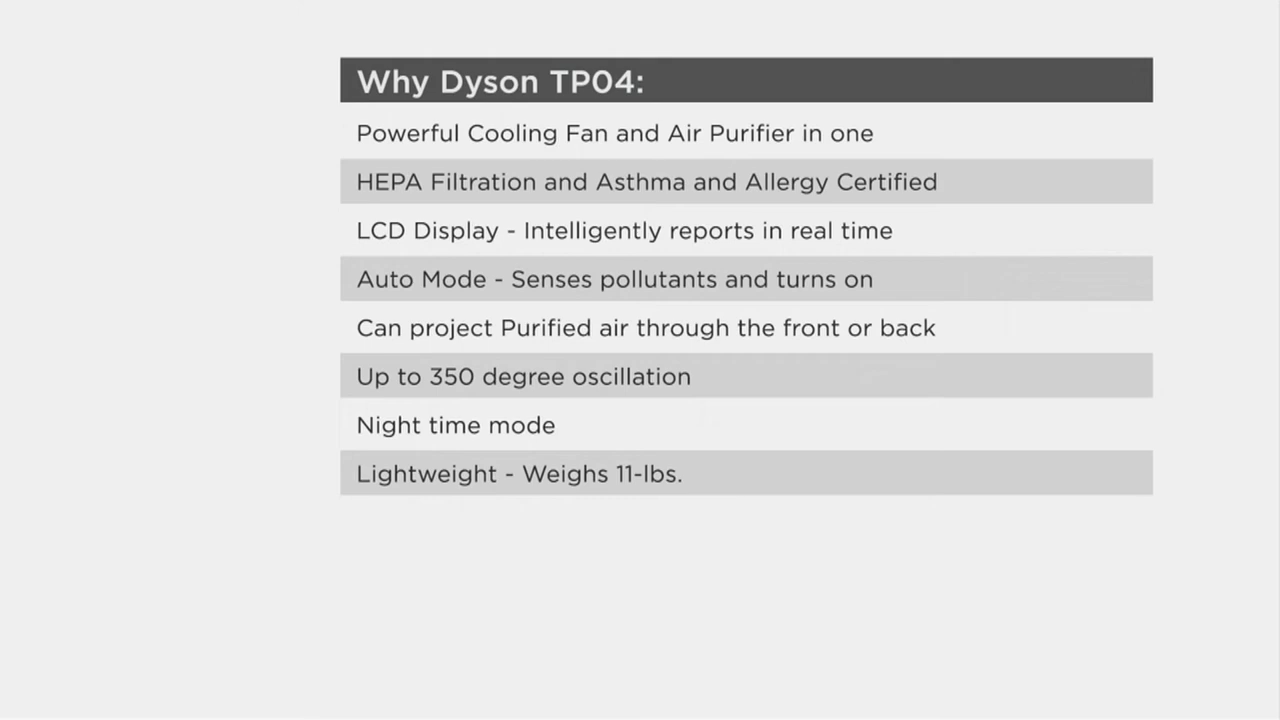 Why Dyson TP04:
Powerful Cooling Fan and Air Purifier in one
HEPA Filtration and Asthma and Allergy Certified
LCD Display - Intelligently reports in real time
Auto Mode - Senses pollutants and turns on
Can project Purified air through the front or back
Up to 350 degree oscillation
Night time mode
Lightweight - Weighs 11-lbs.